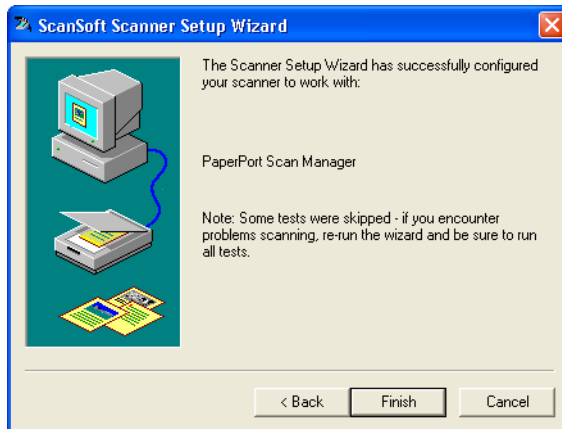 ScanSoft Scanner Setup Wizard
The Scanner Setup Wizard has successfully configured
your scanner to work with:
PaperPort Scan Manager
Note: Some tests were skipped - if you encounter
problems scanning, re-run the wizard and be sure to run
all tests.
< Back Finish Cancel